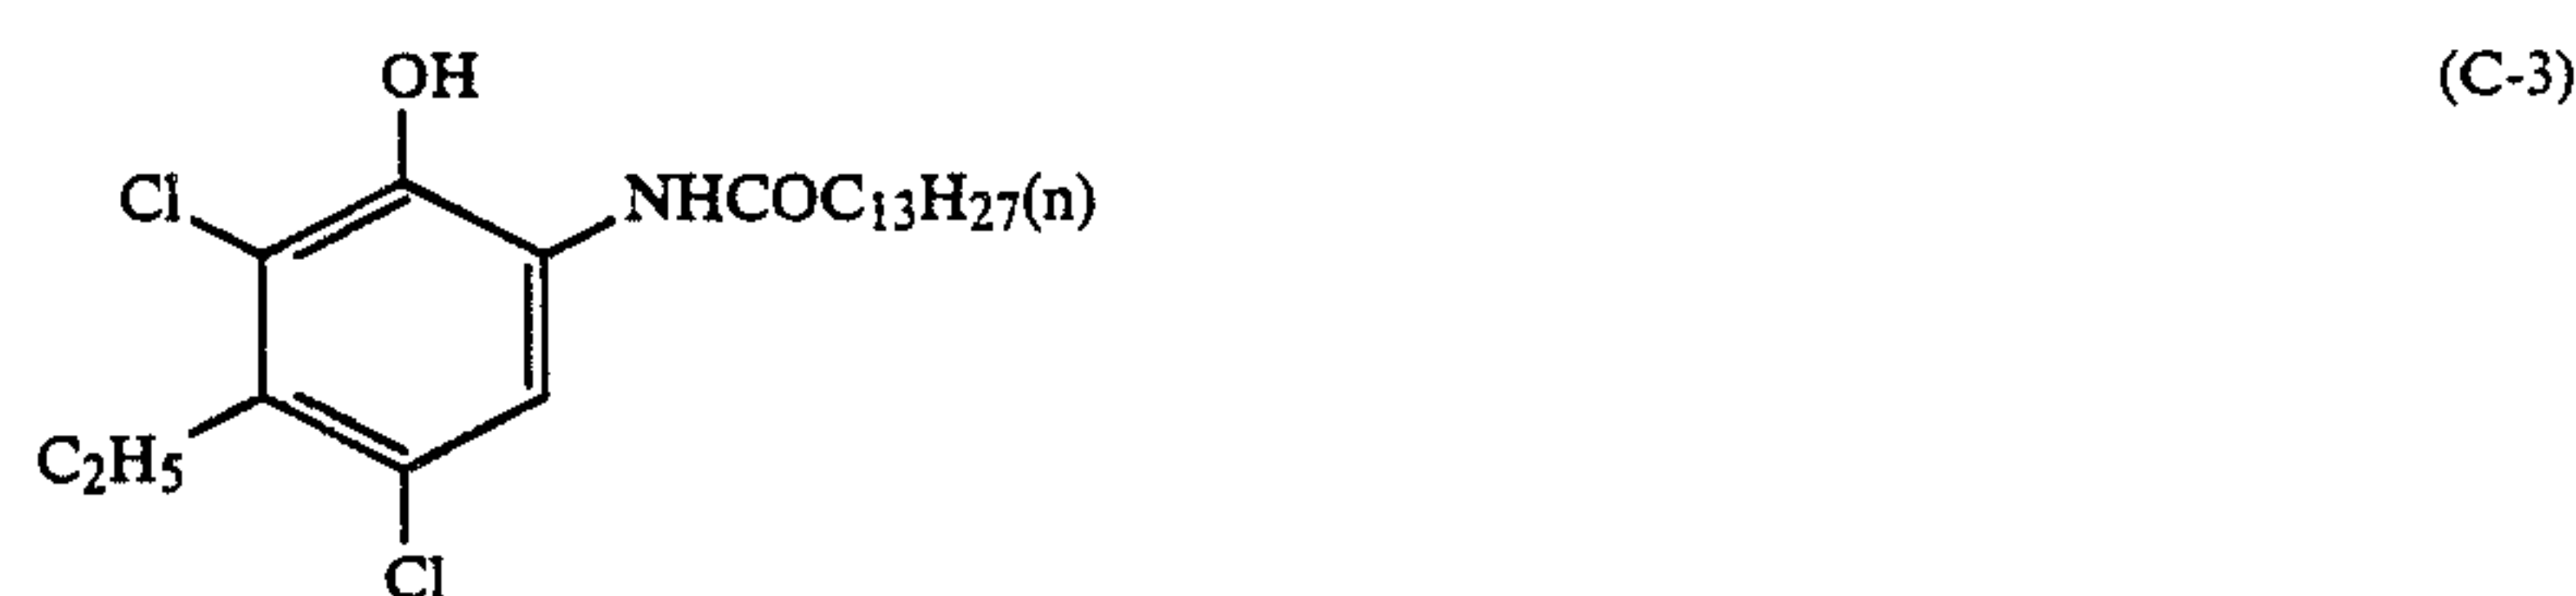 OH
(C-3)
Cl
NHCOC₁₃H₂₇(n)
C₂H₅
Cl